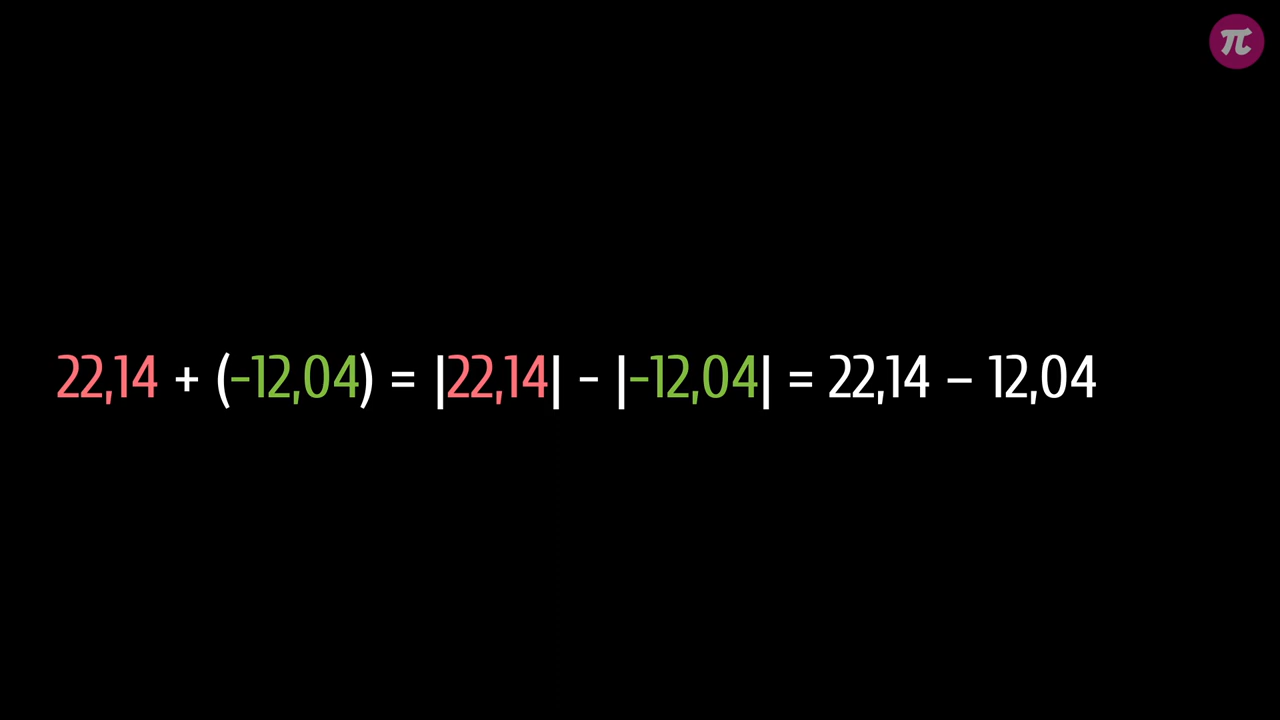 π
22,14 + (-12,04) = |22,14| - |-12,04| = 22,14 – 12,04